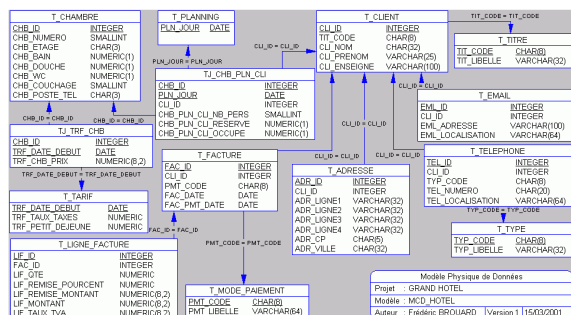 T_CHAMBRE
CHB_ID INTEGER
CHB_NUMERO SMALLINT
CHB_ETAGE CHAR(3)
CHB_BAIN NUMERIC(1)
CHB_DOUCHE NUMERIC(1)
CHB_WC NUMERIC(1)
CHB_COUCHAGE SMALLINT
CHB_POSTE_TEL CHAR(3)
T_PLANNING
PLN_JOUR DATE
PLN_JOUR = PLN_JOUR
T_CLIENT
CLI_ID INTEGER
TIT_CODE CHAR(8)
CLI_NOM CHAR(32)
CLI_PRENOM VARCHAR(25)
CLI_ENSEIGNE VARCHAR(100)
TIT_CODE = TIT_CODE
T_TITRE
TIT_CODE CHAR(8)
TIT_LIBELLE VARCHAR(32)
CLI_ID = CLI_ID
TJ_CHB_PLN_CLI
CHB_ID INTEGER
PLN_JOUR DATE
CLI_ID INTEGER
CHB_PLN_CLI_NB_PERS SMALLINT
CHB_PLN_CLI_RESERVE NUMERIC(1)
CHB_PLN_CLI_OCCUPE NUMERIC(1)
CHB_ID = CHB_ID
CHB_ID = CHB_ID
CLI_ID = CLI_ID
CLI_ID = CLI_ID
T_EMAIL
EML_ID INTEGER
CLI_ID INTEGER
EML_ADRESSE VARCHAR(100)
EML_LOCALISATION VARCHAR(64)
TJ_TRF_CHB
CHB_ID INTEGER
TRF_DATE_DEBUT DATE
TRF_CHB_PRIX NUMERIC(8,2)
TRF_DATE_DEBUT = TRF_DATE_DEBUT
CLI_ID = CLI_ID
CLI_ID = CLI_ID
T_FACTURE
FAC_ID INTEGER
CLI_ID INTEGER
PMT_CODE CHAR(8)
FAC_DATE DATE
FAC_PMT_DATE DATE
T_ADRESSE
ADR_ID INTEGER
CLI_ID INTEGER
ADR_LIGNE1 VARCHAR(32)
ADR_LIGNE2 VARCHAR(32)
ADR_LIGNE3 VARCHAR(32)
ADR_LIGNE4 VARCHAR(32)
ADR_CP CHAR(5)
ADR_VILLE CHAR(32)
T_TELEPHONE
TEL_ID INTEGER
CLI_ID INTEGER
TYP_CODE CHAR(8)
TEL_NUMERO CHAR(20)
TEL_LOCALISATION VARCHAR(64)
TYP_CODE = TYP_CODE
T_TARIF
TRF_DATE_DEBUT DATE
TRF_TAUX_TAXES NUMERIC
TRF_PETIT_DEJEUNE NUMERIC
FAC_ID = FAC_ID
PMT_CODE = PMT_CODE
T_TYPE
TYP_CODE CHAR(8)
TYP_LIBELLE VARCHAR(32)
T_LIGNE_FACTURE
LIF_ID INTEGER
FAC_ID INTEGER
LIF_QTE NUMERIC
LIF_REMISE_POURCENT NUMERIC
LIF_REMISE_MONTANT NUMERIC(8,2)
LIF_MONTANT NUMERIC(8,2)
LIF_TAUX_TVA NUMERIC(8,2)
T_MODE_PAIEMENT
PMT_CODE CHAR(8)
PMT_LIBELLE VARCHAR(64)
Modèle Physique de Données
Projet : GRAND HOTEL
Modèle : MCD_HOTEL
Auteur : Frédéric BROUARD Version 1 15/03/2001